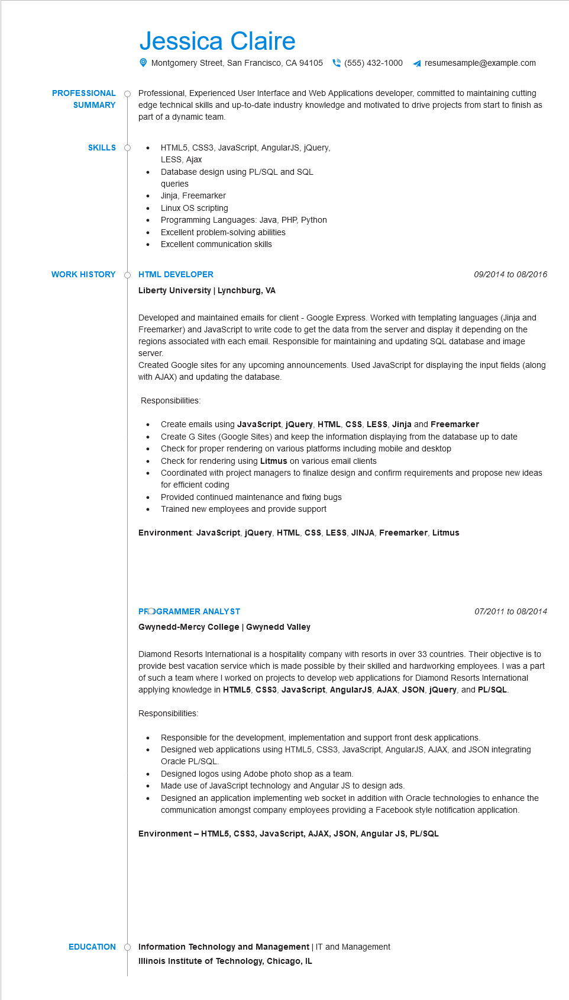 Jessica Claire
Montgomery Street, San Francisco, CA 94105 (555) 432-1000 resumesample@example.com
PROFESSIONAL SUMMARY
Professional, Experienced User Interface and Web Applications developer, committed to maintaining cutting
edge technical skills and up-to-date industry knowledge and motivated to drive projects from start to finish as
part of a dynamic team.
SKILLS
• HTML5, CSS3, JavaScript, AngularJS, jQuery,
LESS, Ajax
• Database design using PL/SQL and SQL
queries
• Jinja, Freemarker
• Linux OS scripting
• Programming Languages: Java, PHP, Python
• Excellent problem-solving abilities
• Excellent communication skills
WORK HISTORY
HTML DEVELOPER 09/2014 to 08/2016
Liberty University | Lynchburg, VA
Developed and maintained emails for client - Google Express. Worked with templating languages (Jinja and
Freemarker) and JavaScript to write code to get the data from the server and display it depending on the
regions associated with each email. Responsible for maintaining and updating SQL database and image
server.
Created Google sites for any upcoming announcements. Used JavaScript for displaying the input fields (along
with AJAX) and updating the database.
Responsibilities:
• Create emails using JavaScript, jQuery, HTML, CSS, LESS, Jinja and Freemarker
• Create G Sites (Google Sites) and keep the information displaying from the database up to date
• Check for proper rendering on various platforms including mobile and desktop
• Check for rendering using Litmus on various email clients
• Coordinated with project managers to finalize design and confirm requirements and propose new ideas
for efficient coding
• Provided continued maintenance and fixing bugs
• Trained new employees and provide support
Environment: JavaScript, jQuery, HTML, CSS, LESS, JINJA, Freemarker, Litmus
PROGRAMMER ANALYST 07/2011 to 08/2014
Gwynedd-Mercy College | Gwynedd Valley
Diamond Resorts International is a hospitality company with resorts in over 33 countries. Their objective is to
provide best vacation service which is made possible by their skilled and hardworking employees. I was a part
of such a team where I worked on projects to develop web applications for Diamond Resorts International
applying knowledge in HTML5, CSS3, JavaScript, AngularJS, AJAX, JSON, jQuery, and PL/SQL.
Responsibilities:
• Responsible for the development, implementation and support front desk applications.
• Designed web applications using HTML5, CSS3, JavaScript, AngularJS, AJAX, and JSON integrating
Oracle PL/SQL.
• Designed logos using Adobe photo shop as a team.
• Made use of JavaScript technology and Angular JS to design ads.
• Designed an application implementing web socket in addition with Oracle technologies to enhance the
communication amongst company employees providing a Facebook style notification application.
Environment – HTML5, CSS3, JavaScript, AJAX, JSON, Angular JS, PL/SQL
EDUCATION
Information Technology and Management | IT and Management
Illinois Institute of Technology, Chicago, IL